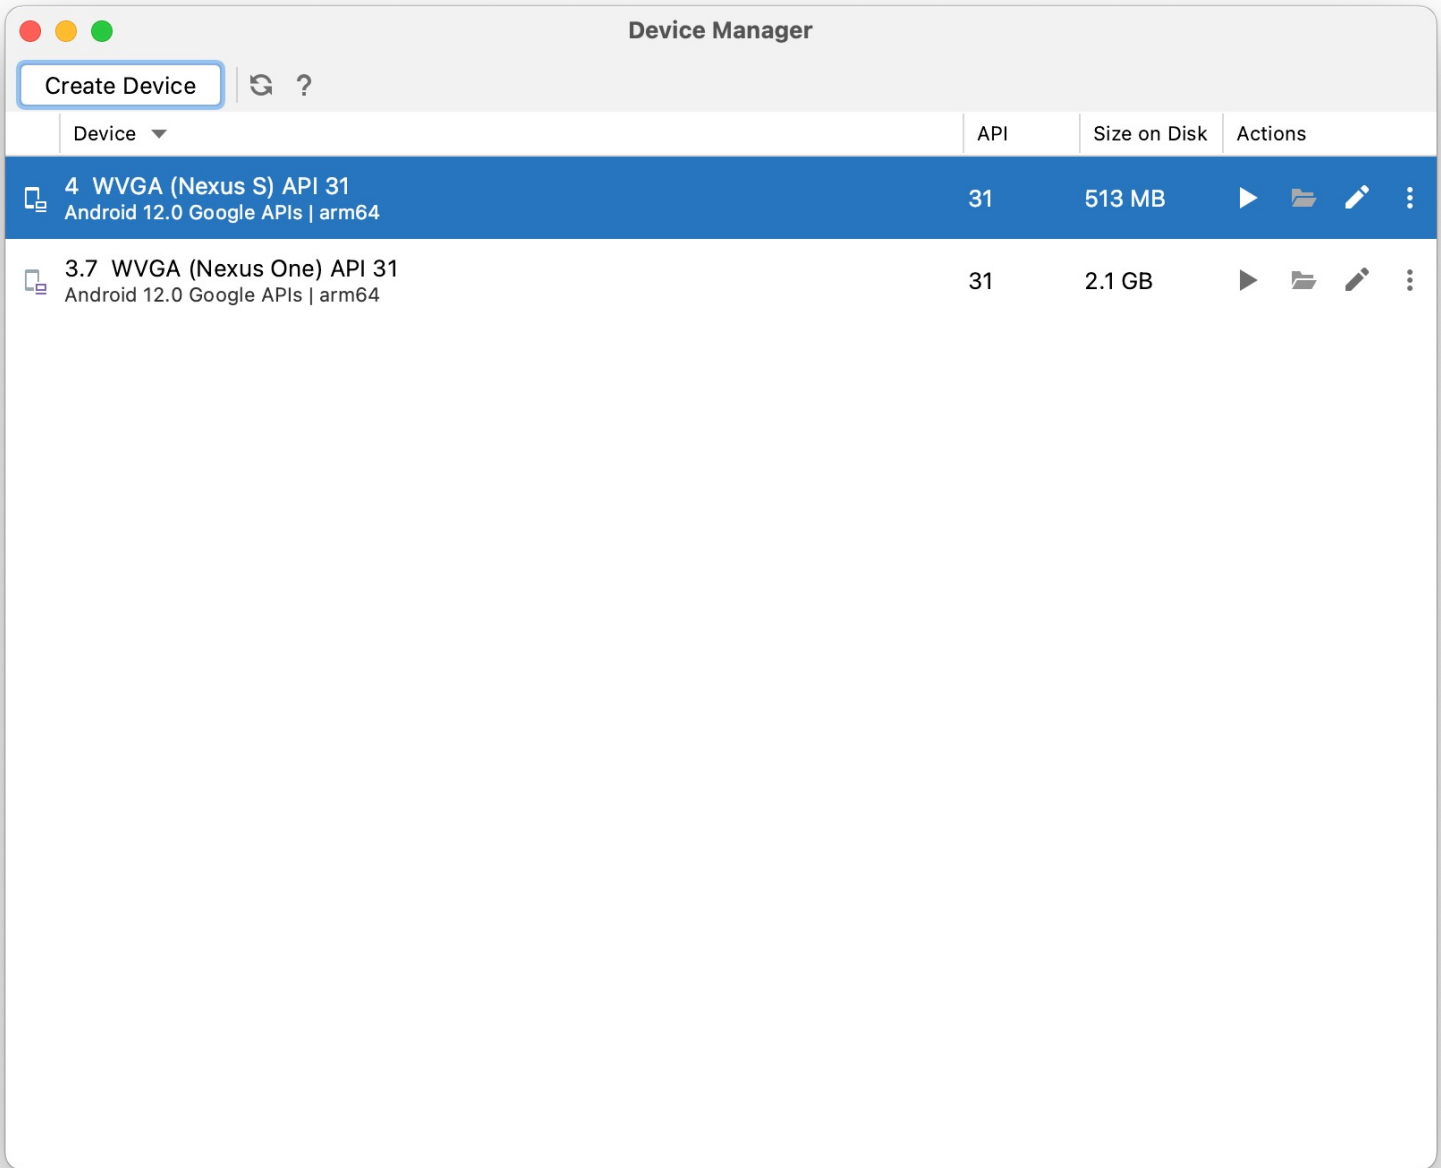 Device Manager
Create Device ?
Device API Size on Disk Actions
4 WVGA (Nexus S) API 31
Android 12.0 Google APIs | arm64
31 513 MB
3.7 WVGA (Nexus One) API 31
Android 12.0 Google APIs | arm64
31 2.1 GB